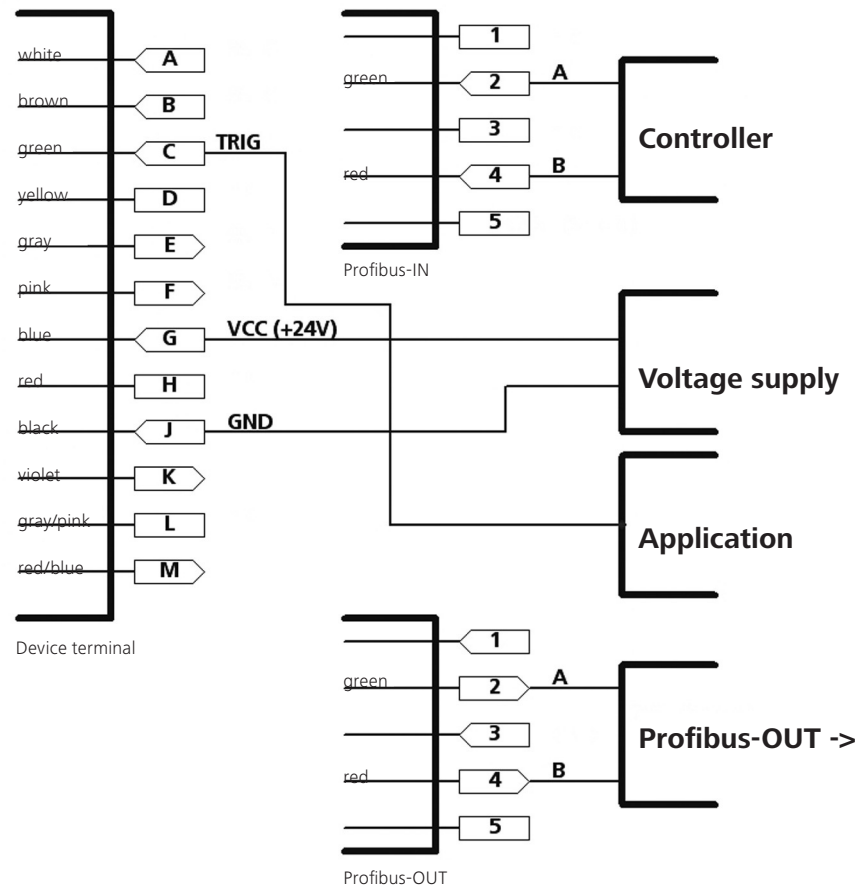 white A
brown B
green C TRIG
yellow D
gray E
pink F
blue G VCC (+24V)
red H
black J GND
violet K
gray/pink L
red/blue M
Device terminal
1
green 2 A
3
red 4 B
5
Profibus-IN
Controller
Voltage supply
Application
1
green 2 A
3
red 4 B
5
Profibus-OUT
Profibus-OUT ->